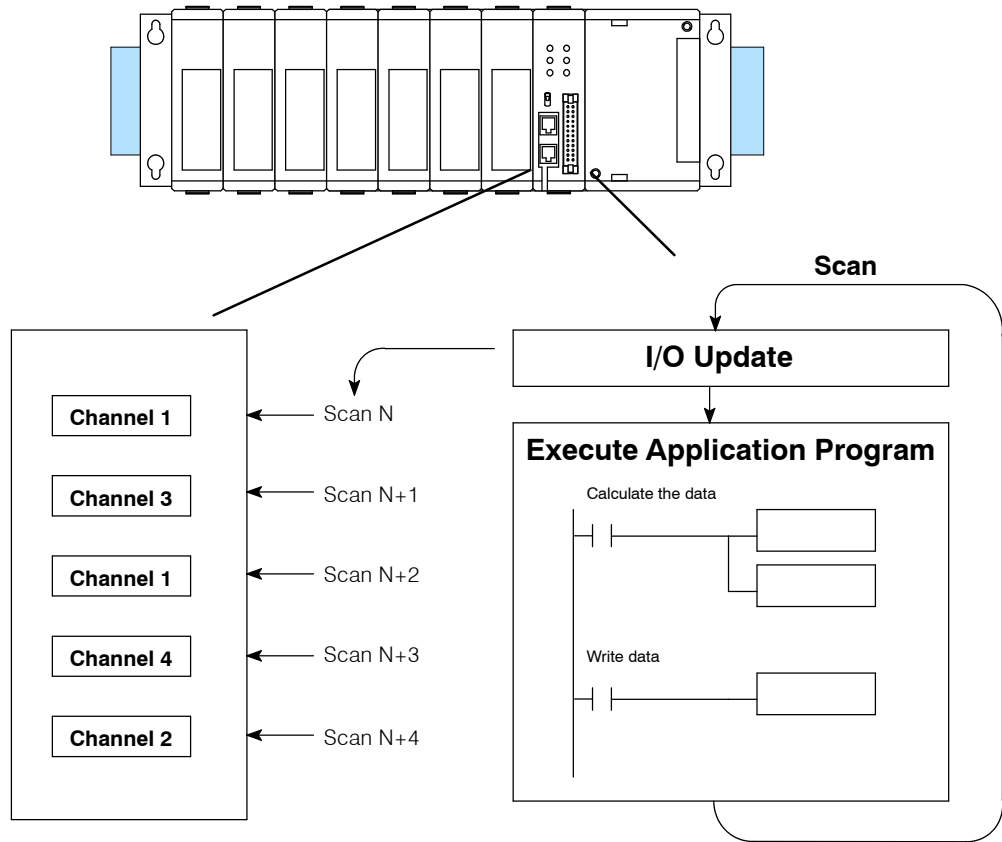 Scan
I/O Update
Execute Application Program
Calculate the data
Write data
Channel 1
Scan N
Channel 3
Scan N+1
Channel 1
Scan N+2
Channel 4
Scan N+3
Channel 2
Scan N+4